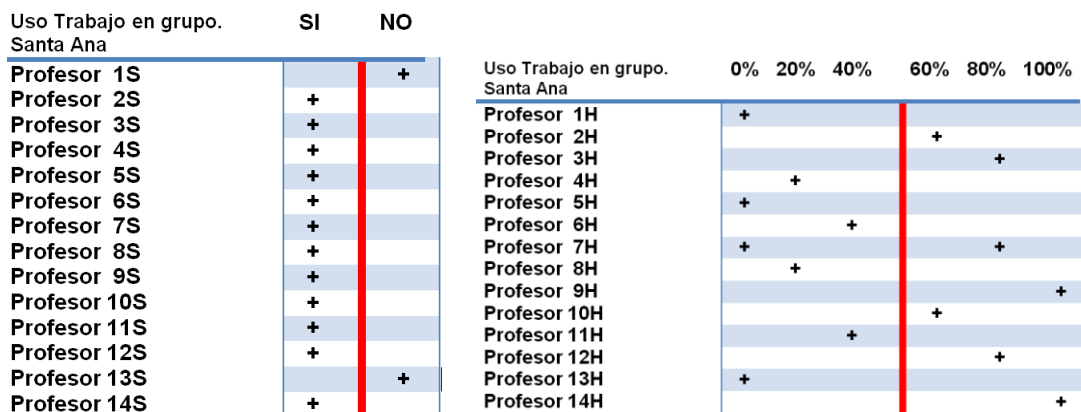 Uso Trabajo en grupo. SI NO
Santa Ana
Profesor 1S +
Profesor 2S +
Profesor 3S +
Profesor 4S +
Profesor 5S +
Profesor 6S +
Profesor 7S +
Profesor 8S +
Profesor 9S +
Profesor 10S +
Profesor 11S +
Profesor 12S +
Profesor 13S +
Profesor 14S +
Uso Trabajo en grupo. 0% 20% 40% 60% 80% 100%
Santa Ana
Profesor 1H +
Profesor 2H +
Profesor 3H +
Profesor 4H +
Profesor 5H +
Profesor 6H +
Profesor 7H + +
Profesor 8H +
Profesor 9H +
Profesor 10H +
Profesor 11H +
Profesor 12H +
Profesor 13H +
Profesor 14H +